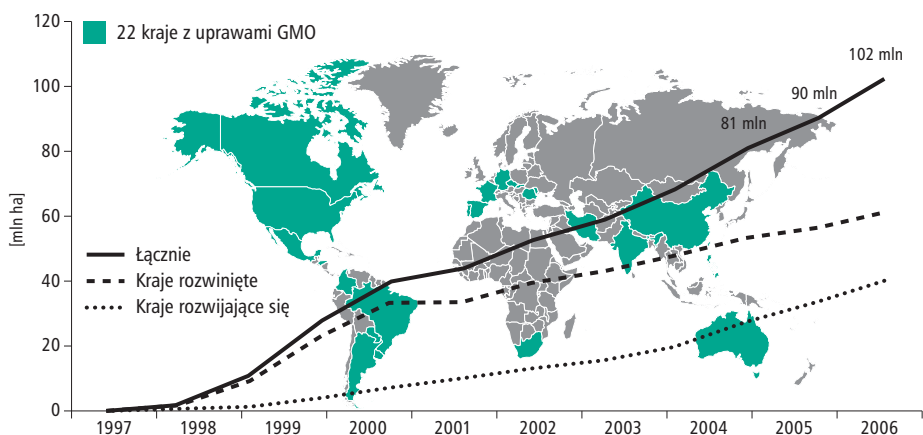 120
22 kraje z uprawami GMO
102 mln
100
90 mln
81 mln
80
60
[mln ha]
Łącznie
40
Kraje rozwinięte
Kraje rozwijające się
20
0
1997 1998 1999 2000 2001 2002 2003 2004 2005 2006